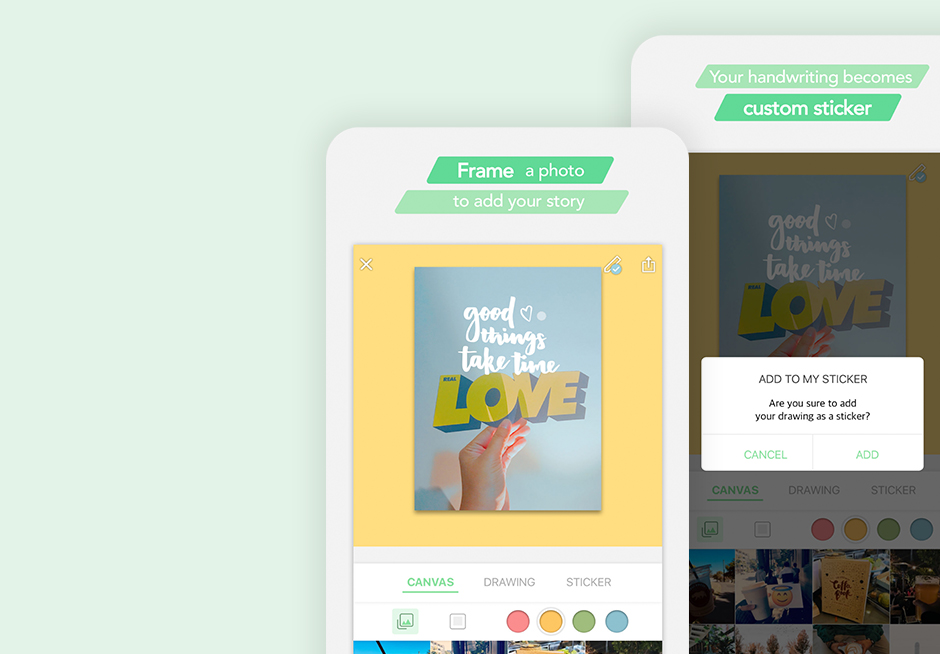 Frame a photo
to add your story
good
things
take time
REAL
LOVE
CANVAS DRAWING STICKER
Your handwriting becomes
custom sticker
good
things
take time
REAL
LOVE
ADD TO MY STICKER
Are you sure to add
your drawing as a sticker?
CANCEL ADD
CANVAS DRAWING STICKER